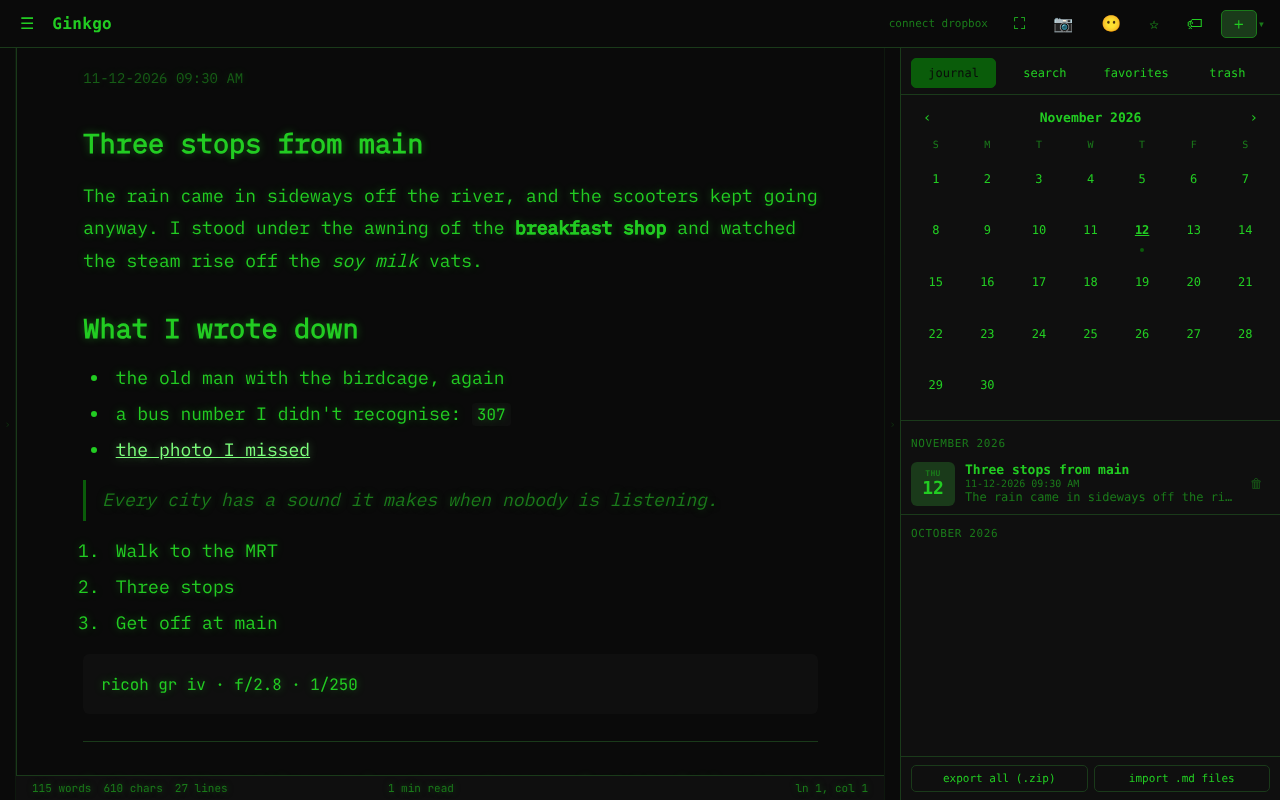 ☰ Ginkgo
connect dropbox
+
11-12-2026 09:30 AM
Three stops from main
The rain came in sideways off the river, and the scooters kept going
anyway. I stood under the awning of the breakfast shop and watched
the steam rise off the soy milk vats.
What I wrote down
• the old man with the birdcage, again
• a bus number I didn't recognise: 307
• the photo I missed
Every city has a sound it makes when nobody is listening.
1. Walk to the MRT
2. Three stops
3. Get off at main
ricoh gr iv · f/2.8 · 1/250
115 words 610 chars 27 lines
1 min read
ln 1, col 1
journal search favorites trash
‹ November 2026 ›
S M T W T F S
1 2 3 4 5 6 7
8 9 10 11 12 13 14
15 16 17 18 19 20 21
22 23 24 25 26 27 28
29 30
NOVEMBER 2026
THU
12
Three stops from main
11-12-2026 09:30 AM
The rain came in sideways off the ri…
OCTOBER 2026
export all (.zip)
import .md files